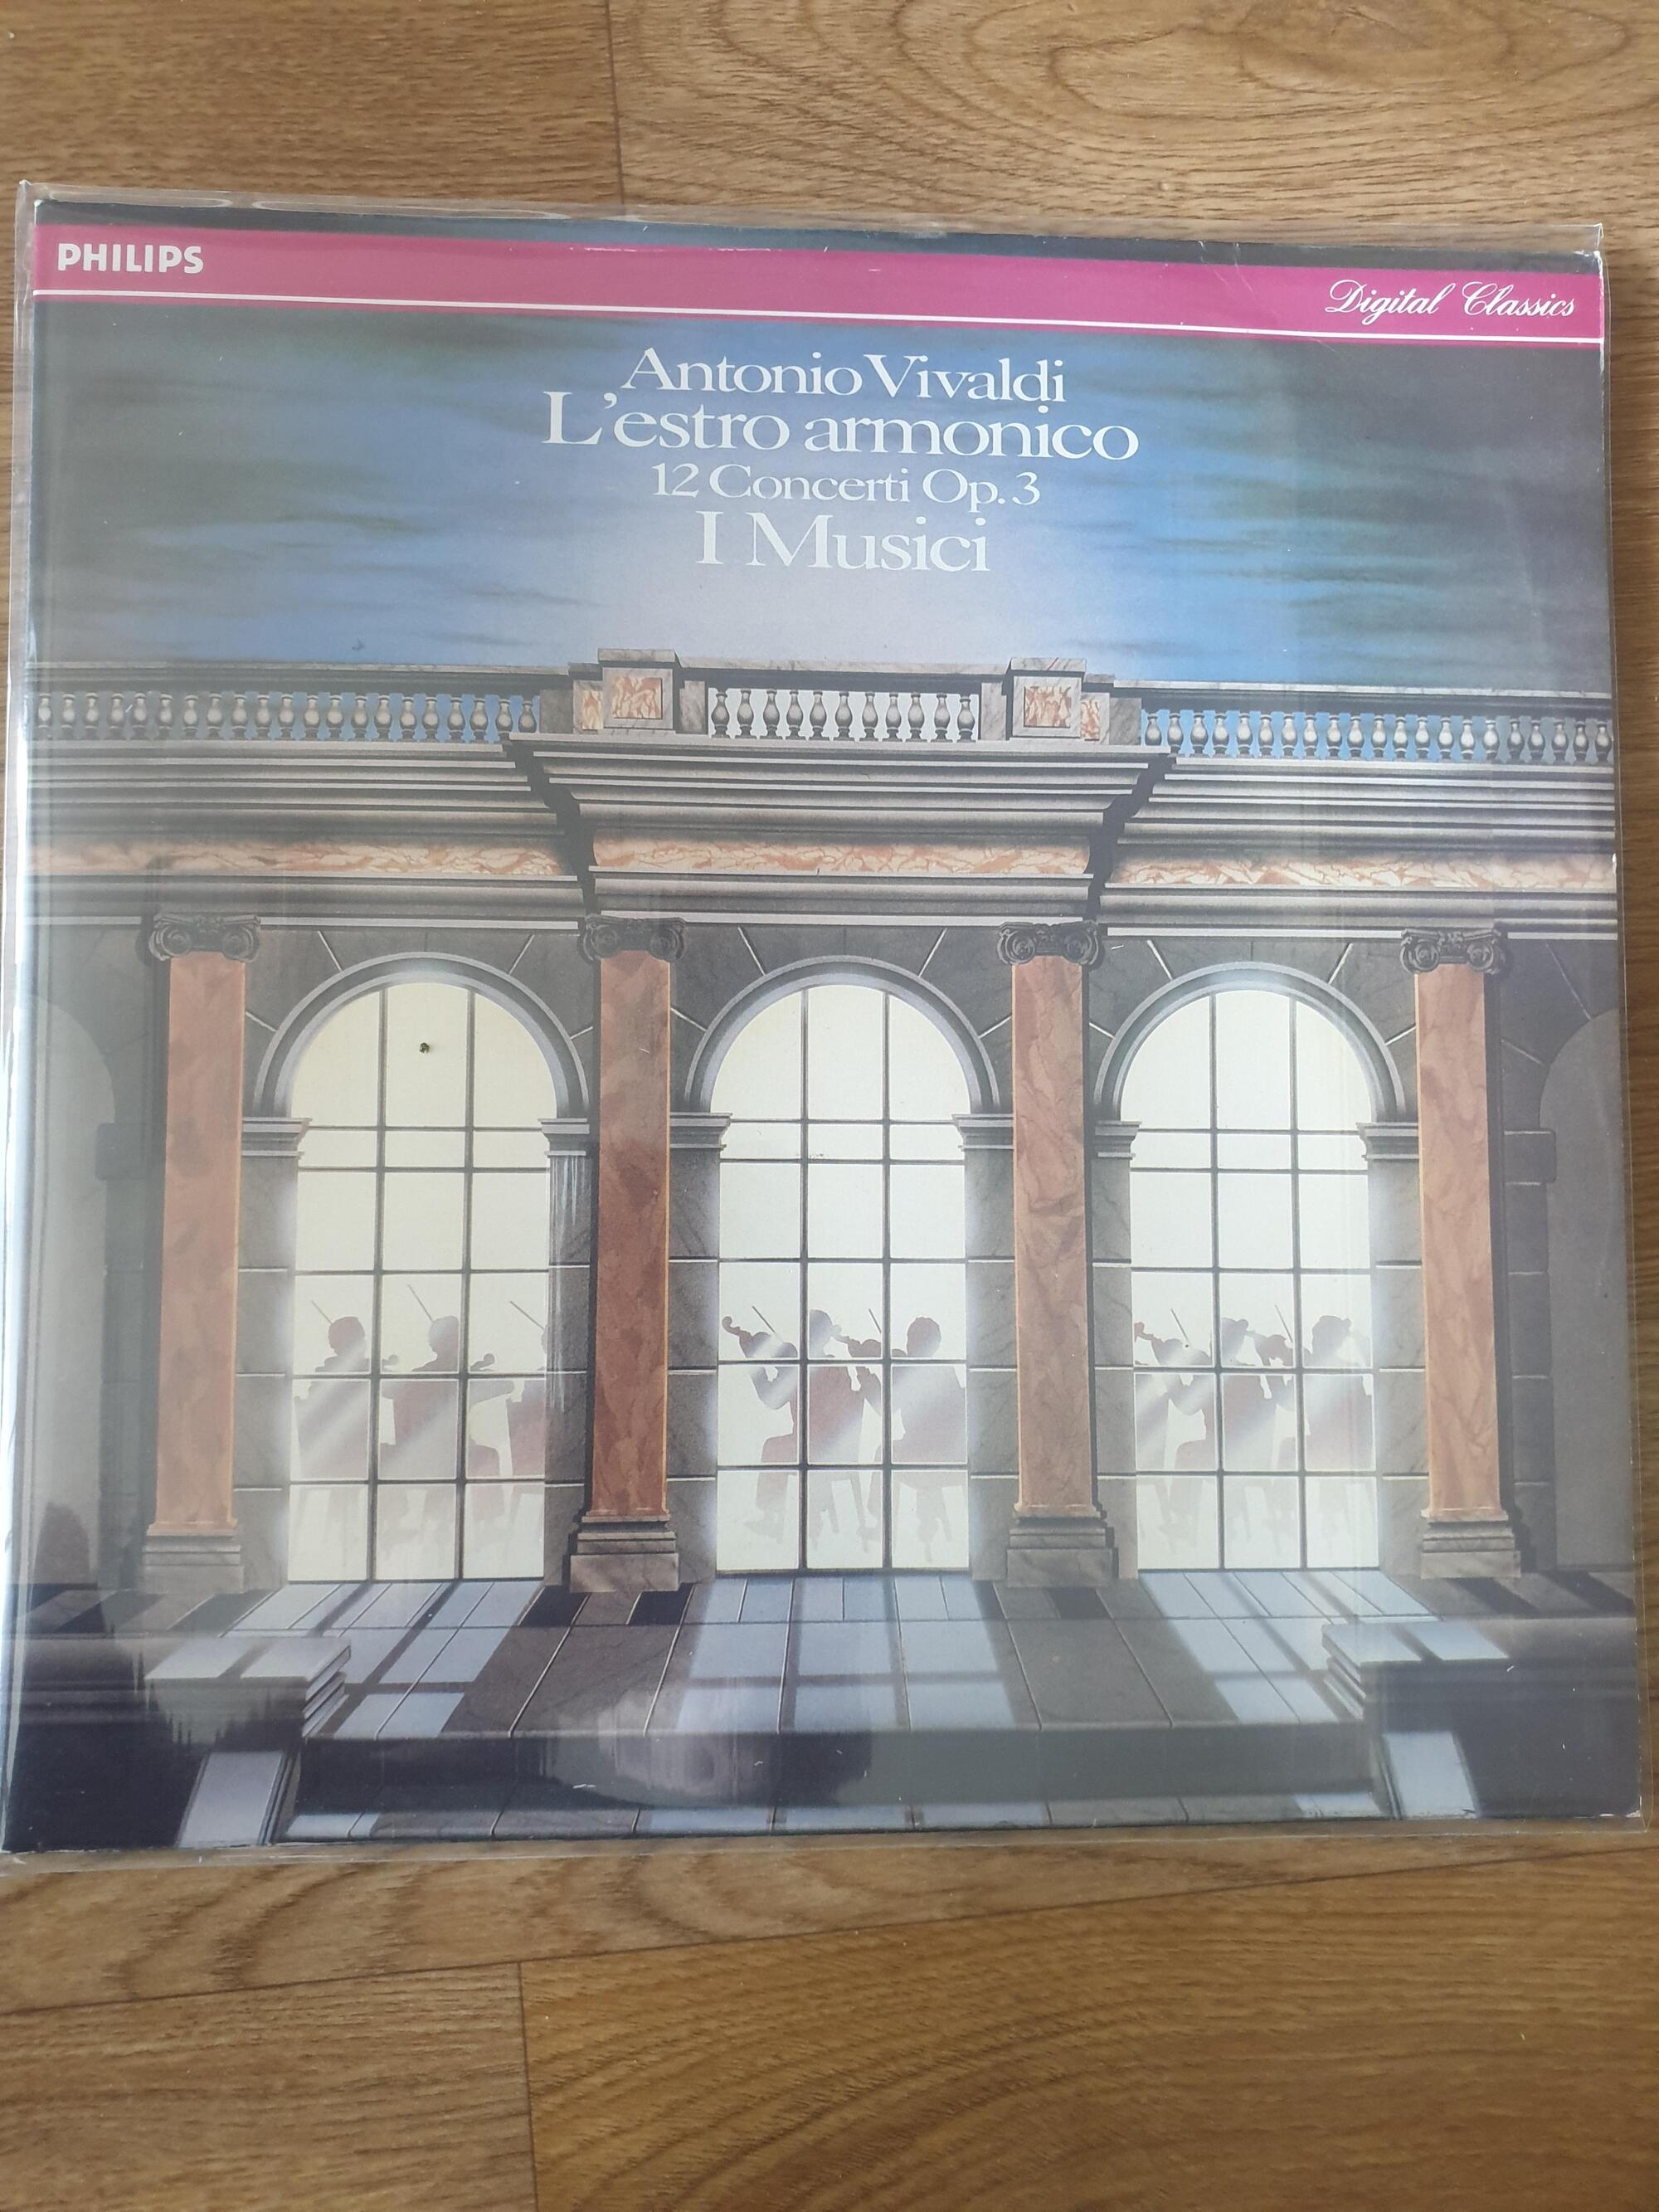 PHILIPS
Digital Classics
Antonio Vivaldi
L'estro armonico
12 Concerti Op. 3
I Musici